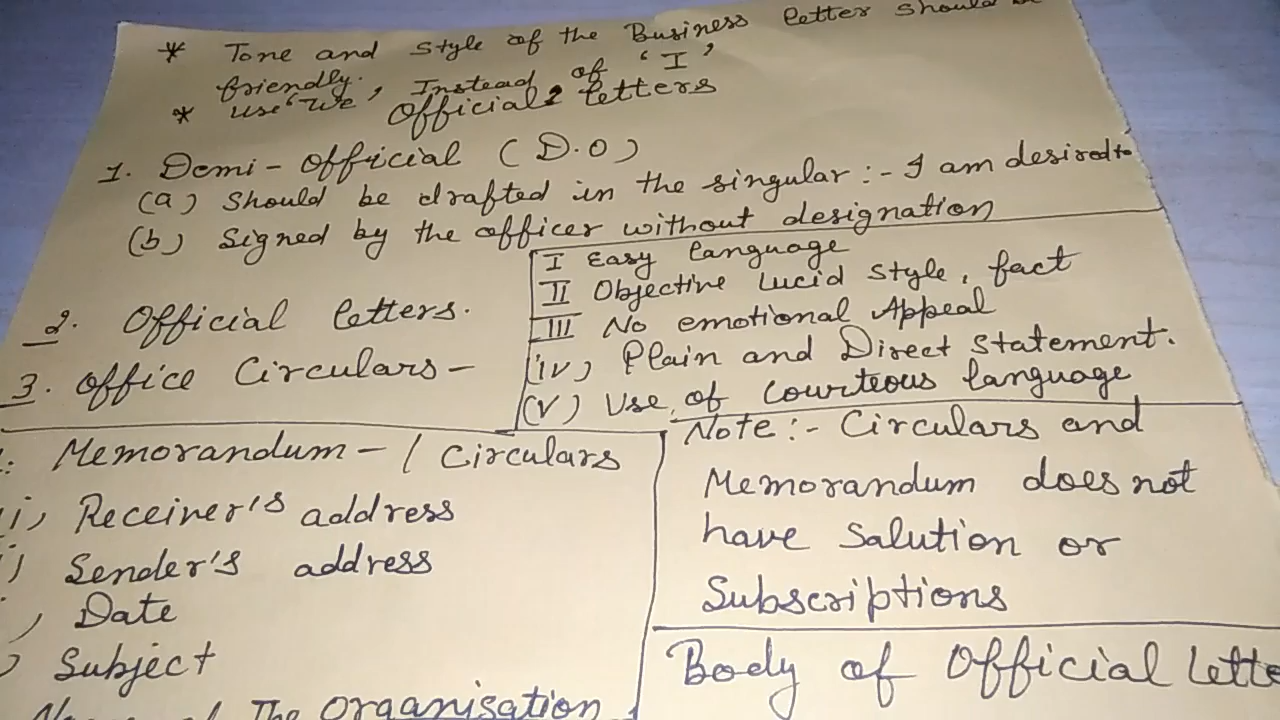 * Tone and style of the Business letter should be
friendly.
* use 'we', Instead of 'I'
Official letters
1. Demi-official (D.O)
(a) Should be drafted in the singular :- I am desired to
(b) Signed by the officer without designation
I Easy language
II Objective Lucid style, fact
III No emotional Appeal
(iv) Plain and Direct statement.
(v) Use of Courteous language
2. Official letters.
3. office Circulars -
Memorandum - / Circulars
i) Receiver's address
i) Sender's address
) Date
) Subject
Name of The organisation
Note :- Circulars and
Memorandum does not
have Salution or
Subscriptions
Body of Official Lette